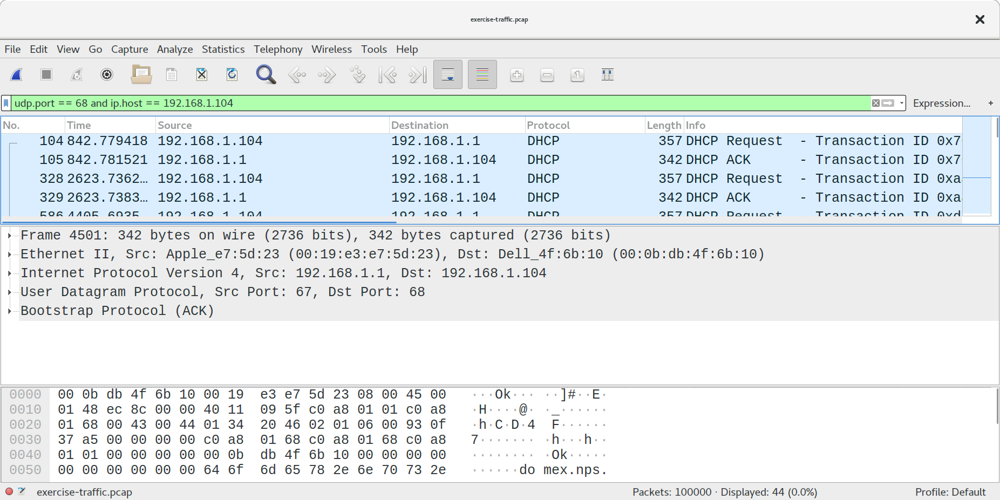 exercise-traffic.pcap
File Edit View Go Capture Analyze Statistics Telephony Wireless Tools Help
udp.port == 68 and ip.host == 192.168.1.104 Expression... +
No. Time Source Destination Protocol Length Info
104 842.779418 192.168.1.104 192.168.1.1 DHCP 357 DHCP Request - Transaction ID 0x7
105 842.781521 192.168.1.1 192.168.1.104 DHCP 342 DHCP ACK - Transaction ID 0x7
328 2623.7362… 192.168.1.104 192.168.1.1 DHCP 357 DHCP Request - Transaction ID 0xa
329 2623.7383… 192.168.1.1 192.168.1.104 DHCP 342 DHCP ACK - Transaction ID 0xa
586 4405.6935… 192.168.1.104 192.168.1.1 DHCP 357 DHCP Request - Transaction ID 0xd
Frame 4501: 342 bytes on wire (2736 bits), 342 bytes captured (2736 bits)
Ethernet II, Src: Apple_e7:5d:23 (00:19:e3:e7:5d:23), Dst: Dell_4f:6b:10 (00:0b:db:4f:6b:10)
Internet Protocol Version 4, Src: 192.168.1.1, Dst: 192.168.1.104
User Datagram Protocol, Src Port: 67, Dst Port: 68
Bootstrap Protocol (ACK)
0000 00 0b db 4f 6b 10 00 19 e3 e7 5d 23 08 00 45 00 ···Ok··· ··]#··E·
0010 01 48 ec 8c 00 00 40 11 09 5f c0 a8 01 01 c0 a8 ·H····@· ·_······
0020 01 68 00 43 00 44 01 34 20 46 02 01 06 00 93 0f ·h·C·D·4 F······
0030 37 a5 00 00 00 00 c0 a8 01 68 c0 a8 01 68 c0 a8 7······· ·h···h··
0040 01 01 00 00 00 00 00 0b db 4f 6b 10 00 00 00 00 ········ ·Ok·····
0050 00 00 00 00 00 00 64 6f 6d 65 78 2e 6e 70 73 2e ······do mex.nps.
exercise-traffic.pcap Packets: 100000 · Displayed: 44 (0.0%) Profile: Default